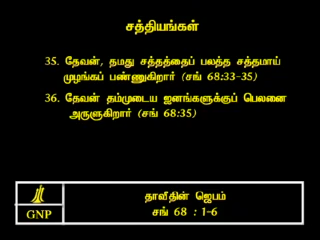 சத்தியங்கள்
35. தேவன், தமது சத்தத்தைப் பலத்த சத்தமாய்
முழங்கப் பண்ணுகிறார் (சங் 68:33-35)
36. தேவன் தம்முடைய ஜனங்களுக்குப் பெலனை
அருளுகிறார் (சங் 68:35)
தாவீதின் ஜெபம்
GNP
சங் 68 : 1-6